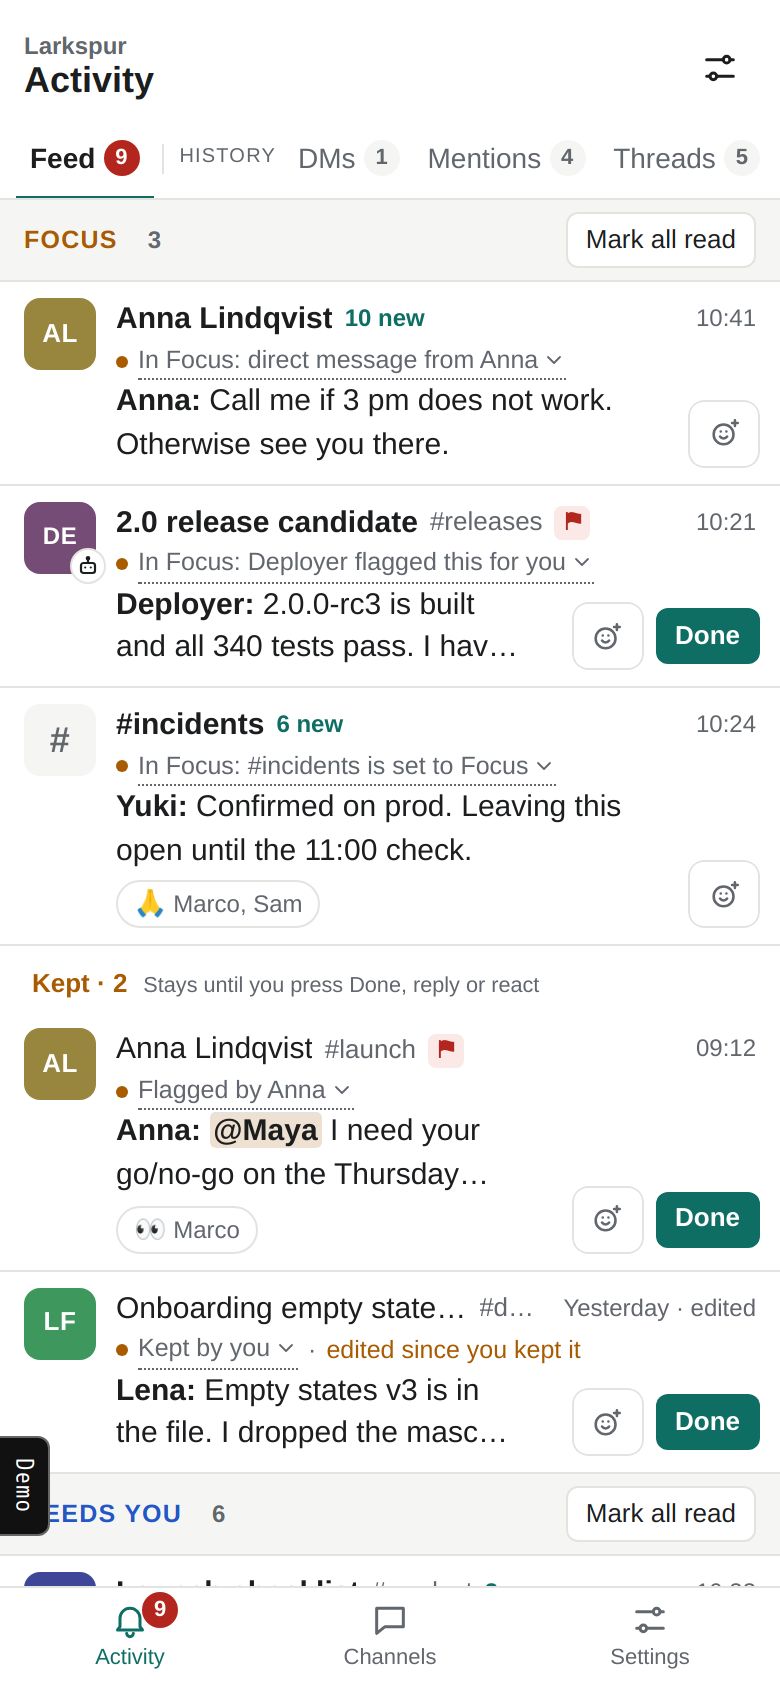 Larkspur
Activity
Feed 9 HISTORY DMs 1 Mentions 4 Threads 5
FOCUS 3 Mark all read
AL Anna Lindqvist 10 new 10:41
In Focus: direct message from Anna
Anna: Call me if 3 pm does not work.
Otherwise see you there.
DE 2.0 release candidate #releases 10:21
In Focus: Deployer flagged this for you
Deployer: 2.0.0-rc3 is built
and all 340 tests pass. I hav… Done
# #incidents 6 new 10:24
In Focus: #incidents is set to Focus
Yuki: Confirmed on prod. Leaving this
open until the 11:00 check.
🙏 Marco, Sam
Kept · 2 Stays until you press Done, reply or react
AL Anna Lindqvist #launch 09:12
Flagged by Anna
Anna: @Maya I need your
go/no-go on the Thursday…
👀 Marco Done
LF Onboarding empty state… #d… Yesterday · edited
Kept by you · edited since you kept it
Lena: Empty states v3 is in
the file. I dropped the masc… Done
Demo
EEDS YOU 6 Mark all read
9
Activity Channels Settings